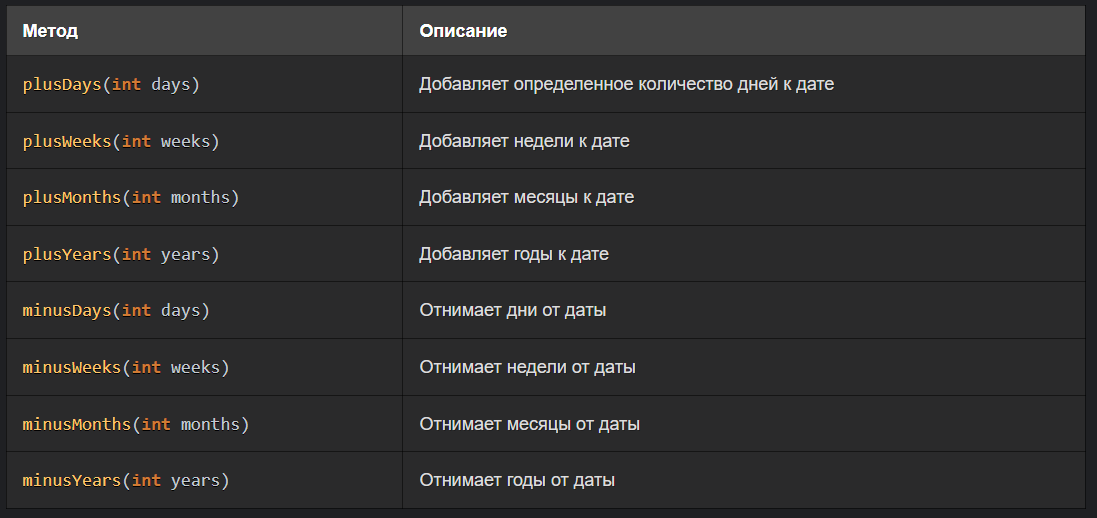 Метод Описание
plusDays(int days) Добавляет определенное количество дней к дате
plusWeeks(int weeks) Добавляет недели к дате
plusMonths(int months) Добавляет месяцы к дате
plusYears(int years) Добавляет годы к дате
minusDays(int days) Отнимает дни от даты
minusWeeks(int weeks) Отнимает недели от даты
minusMonths(int months) Отнимает месяцы от даты
minusYears(int years) Отнимает годы от даты